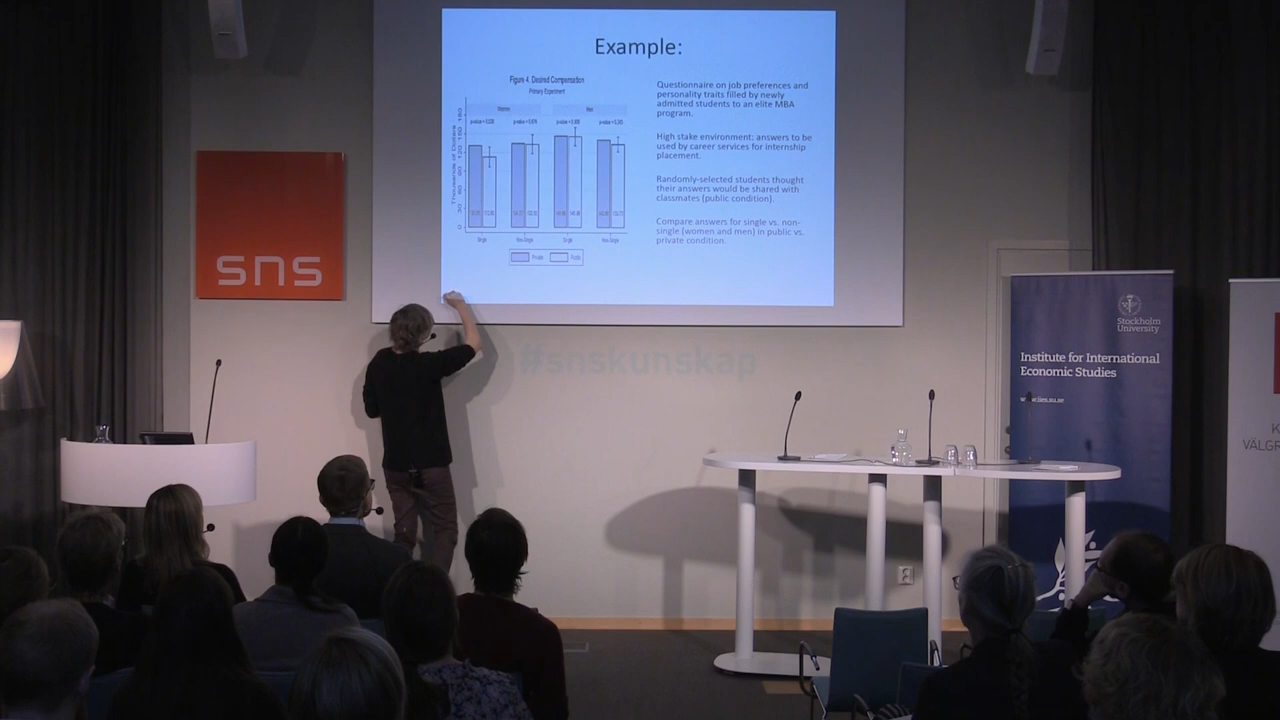 Example:
Figure 4. Desired Compensation
Primary Experiment
Women
Men
Thousands of Dollars
Single
Non-Single
Single
Non-Single
Private
Public
Questionnaire on job preferences and
personality traits filled by newly
admitted students to an elite MBA
program.
High stake environment: answers to be
used by career services for internship
placement.
Randomly-selected students thought
their answers would be shared with
classmates (public condition).
Compare answers for single vs. non-
single (women and men) in public vs.
private condition.
sns
#snskunskap
Stockholm
University
Institute for International
Economic Studies
VÄLGR